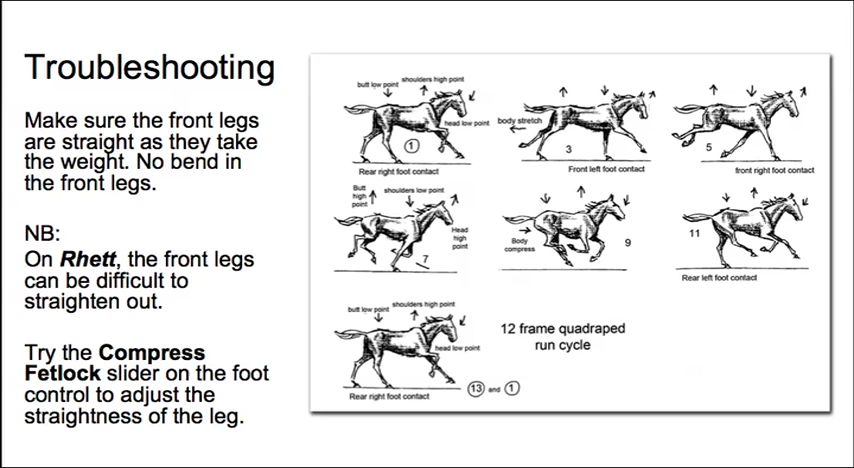 Troubleshooting
Make sure the front legs
are straight as they take
the weight. No bend in
the front legs.
NB:
On Rhett, the front legs
can be difficult to
straighten out.
Try the Compress
Fetlock slider on the foot
control to adjust the
straightness of the leg.
butt low point
shoulders high point
head low point
1
Rear right foot contact
body stretch
3
Front left foot contact
5
front right foot contact
Butt
high
point
shoulders low point
Head
high
point
7
Body
compress
9
11
Rear left foot contact
butt low point
shoulders high point
head low point
Rear right foot contact
13 and 1
12 frame quadraped
run cycle